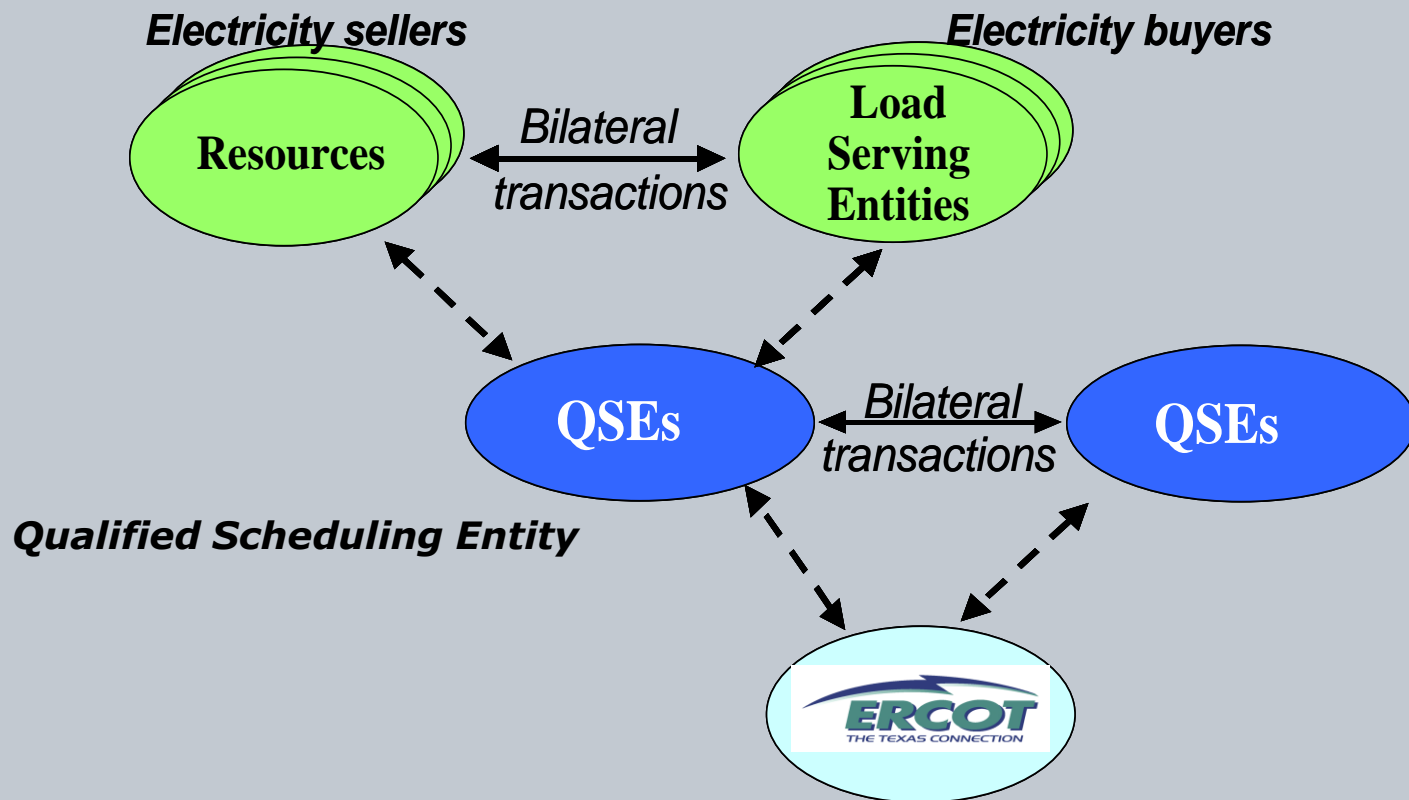 Electricity sellers
Electricity buyers
Resources
Bilateral
transactions
Load
Serving
Entities
QSEs
Bilateral
transactions
QSEs
Qualified Scheduling Entity
ERCOT
THE TEXAS CONNECTION